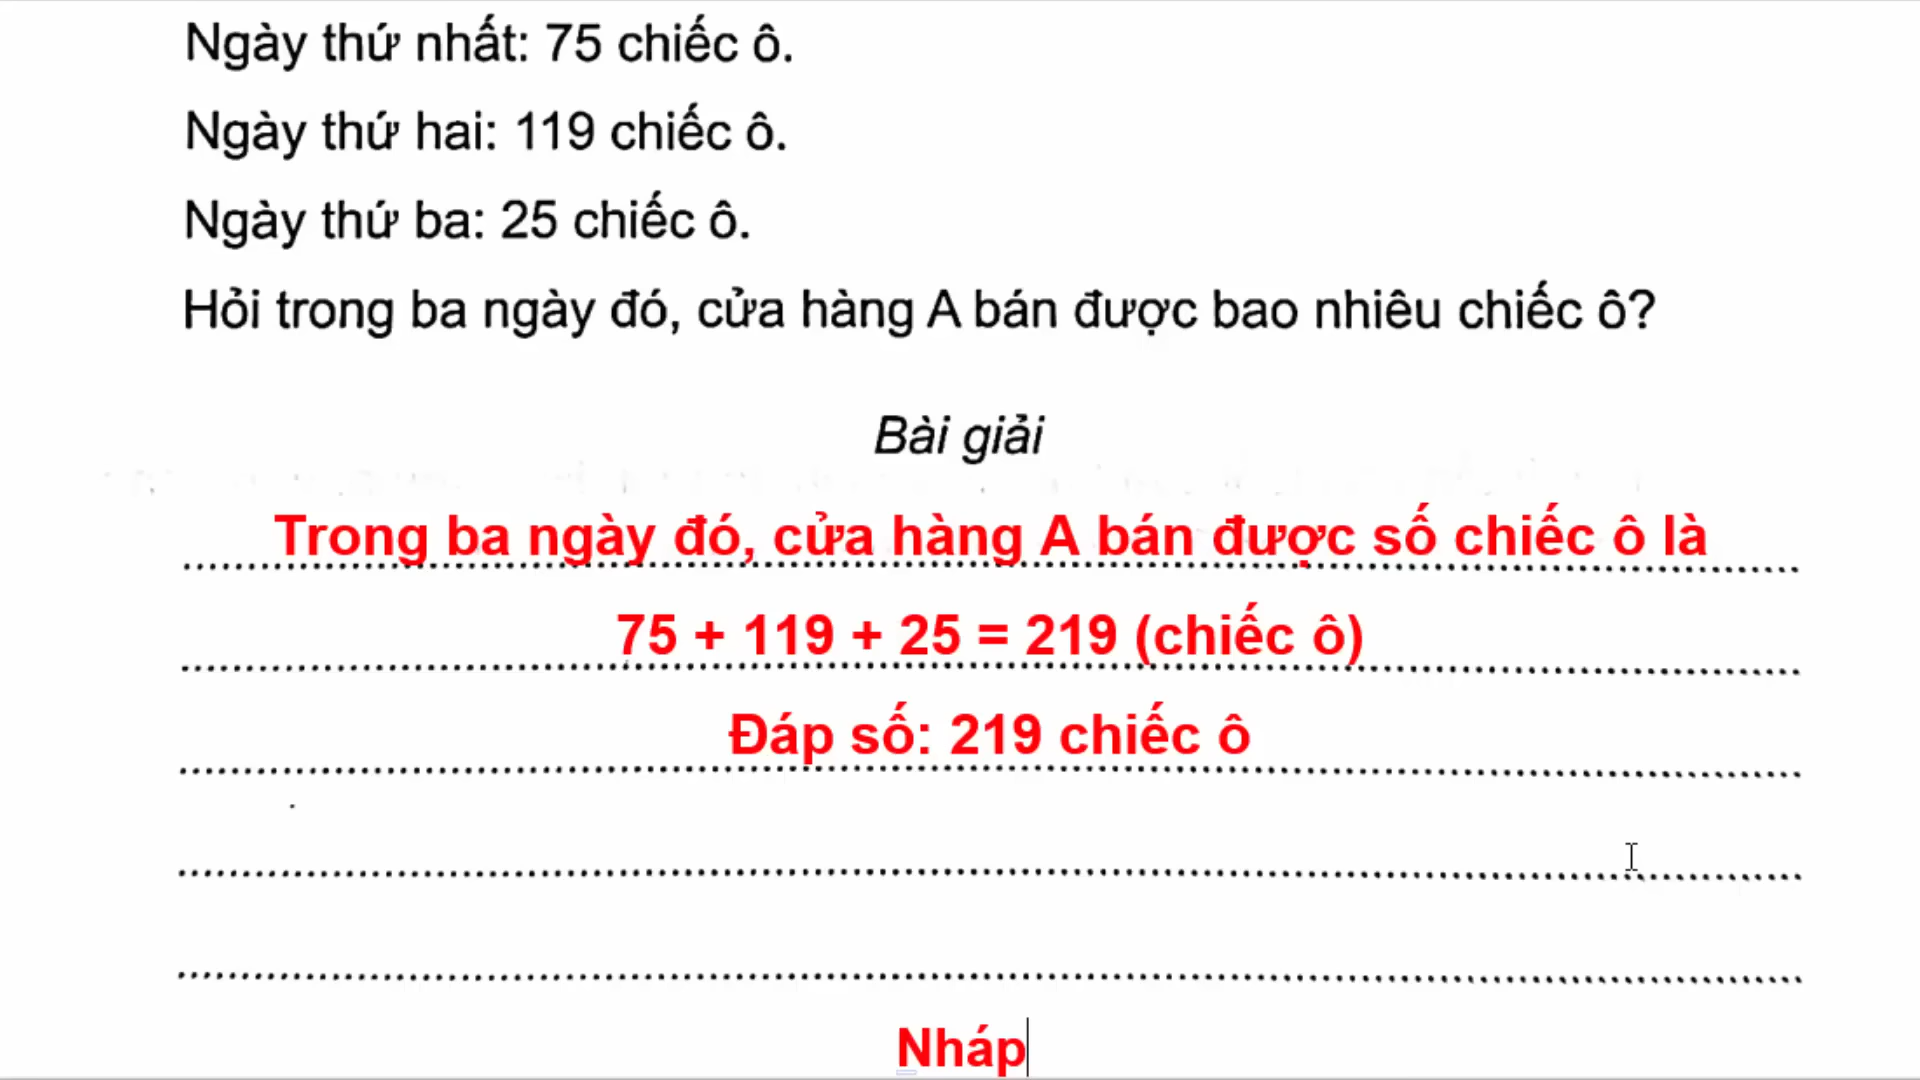 Ngày thứ nhất: 75 chiếc ô.
Ngày thứ hai: 119 chiếc ô.
Ngày thứ ba: 25 chiếc ô.
Hỏi trong ba ngày đó, cửa hàng A bán được bao nhiêu chiếc ô?
Bài giải
Trong ba ngày đó, cửa hàng A bán được số chiếc ô là
75 + 119 + 25 = 219 (chiếc ô)
Đáp số: 219 chiếc ô
Nháp